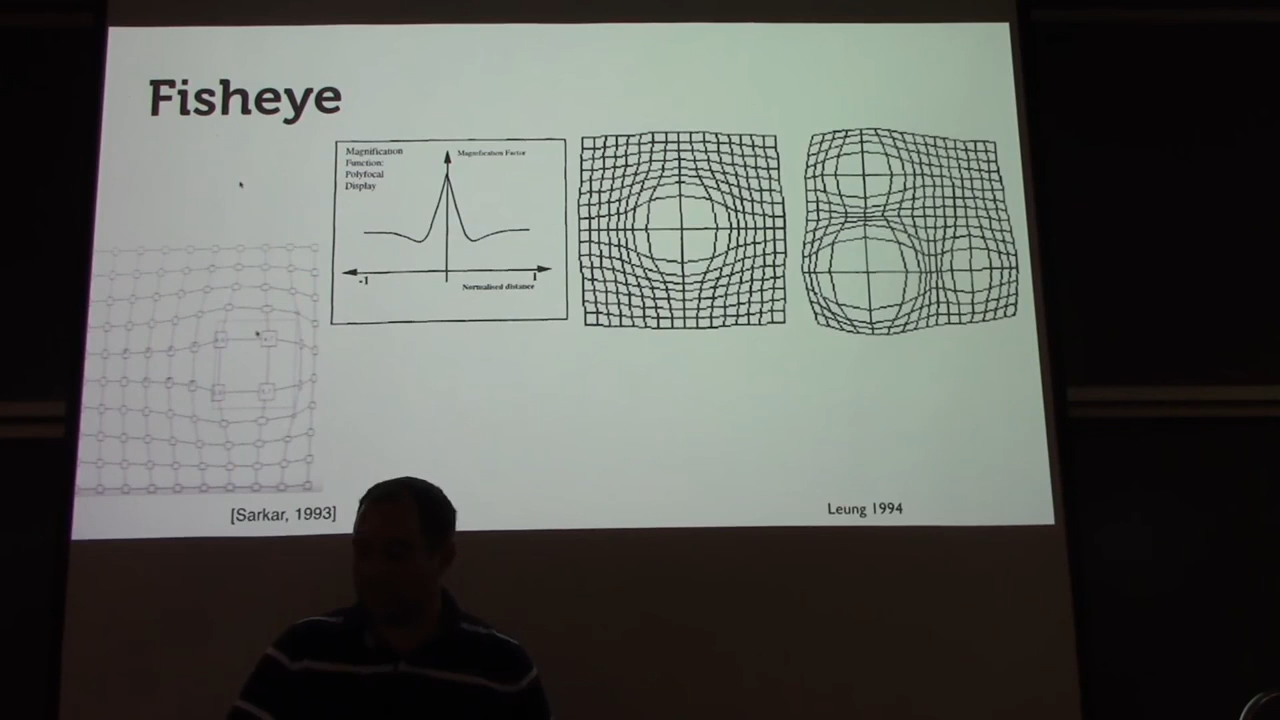 Fisheye
Magnification
Function:
Polyfocal
Display
Magnification Factor
-1
1
Normalised distance
[Sarkar, 1993]
Leung 1994